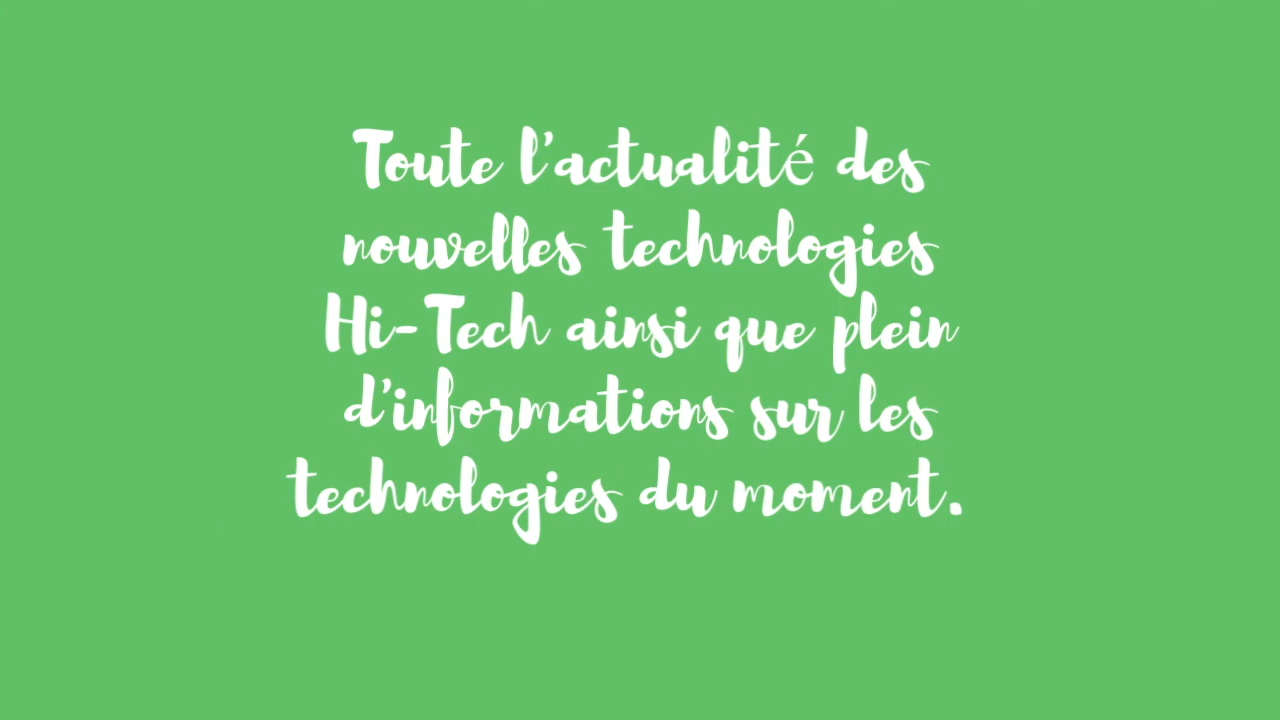 Toute l'actualité des
nouvelles technologies
Hi-Tech ainsi que plein
d'informations sur les
technologies du moment.